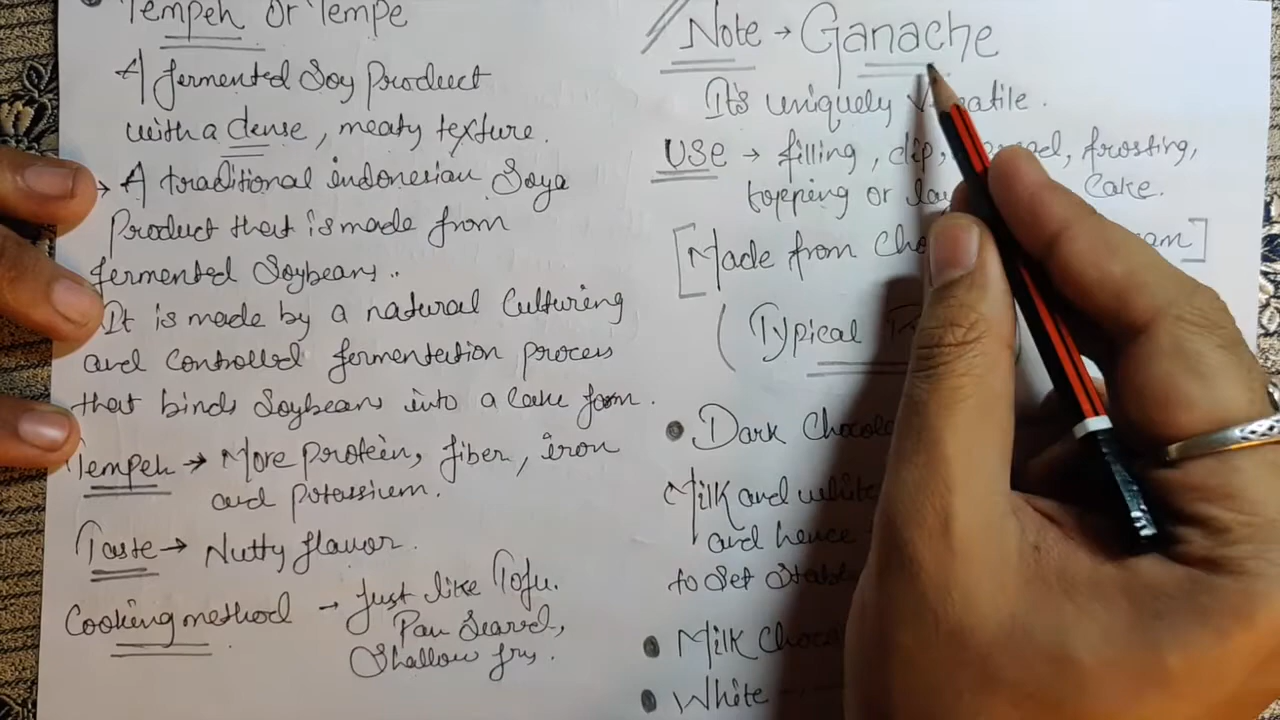 Tempeh Or Tempe
A fermented Soy Product
with a dense, meaty texture.
→ A traditional indonesian Soya
Product that is made from
fermented Soybeans..
It is made by a natural Culturing
and Controlled fermentation process
that binds Soybeans into a Cake form.
Tempeh → More protein, fiber, iron
and potassium.
Taste → Nutty flavor.
Cooking method → Just like Tofu.
Pan Seared,
Shallow fry.
Note → Ganache
It's uniquely
USE → filling, dip, frosting,
topping or Cake.
[Made from
(Typical
• Dark
Milk and
and hence
to Set
• Milk
• White